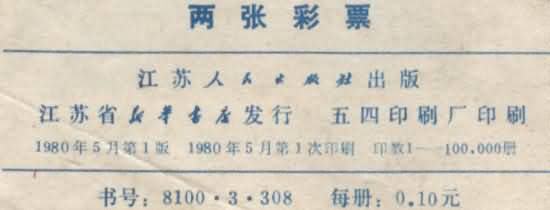 两张彩票
江苏人民出版社出版
江苏省新华书店发行 五四印刷厂印刷
1980年5月第1版 1980年5月第1次印刷 印数1——100,000册
书号：8100·3·308 每册：0.10元